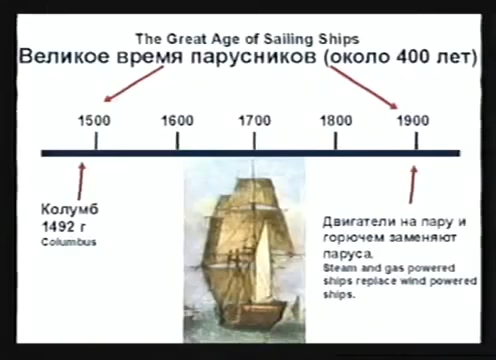 The Great Age of Sailing Ships
Великое время парусников (около 400 лет)
1500 1600 1700 1800 1900
Колумб
1492 г
Columbus
Двигатели на пару и
горючем заменяют
паруса.
Steam and gas powered
ships replace wind powered
ships.